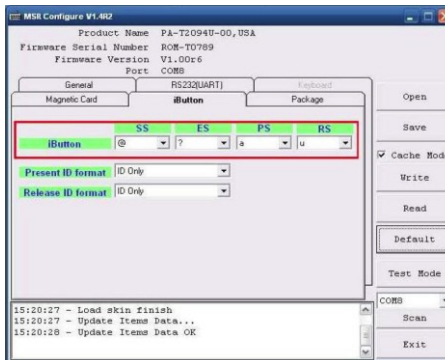 MSR Configure V1.4R2
Product Name PA-T2094U-00,USA
Firmware Serial Number ROM-T0789
Firmware Version V1.00r6
Port COM8
General RS232(UART) Keyboard
Magnetic Card iButton Package
SS ES PS RS
iButton @ ? a u
Present ID format ID Only
Release ID format ID Only
Open
Save
Cache Mod
Write
Read
Default
Test Mode
COM8
Scan
Exit
15:20:27 - Load skin finish
15:20:27 - Update Items Data...
15:20:28 - Update Items Data OK